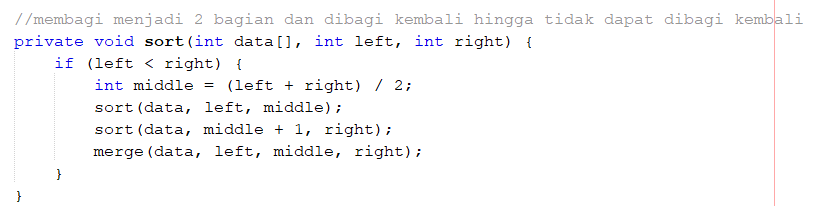 //membagi menjadi 2 bagian dan dibagi kembali hingga tidak dapat dibagi kembali
private void sort(int data[], int left, int right) {
    if (left < right) {
        int middle = (left + right) / 2;
        sort(data, left, middle);
        sort(data, middle + 1, right);
        merge(data, left, middle, right);
    }
}